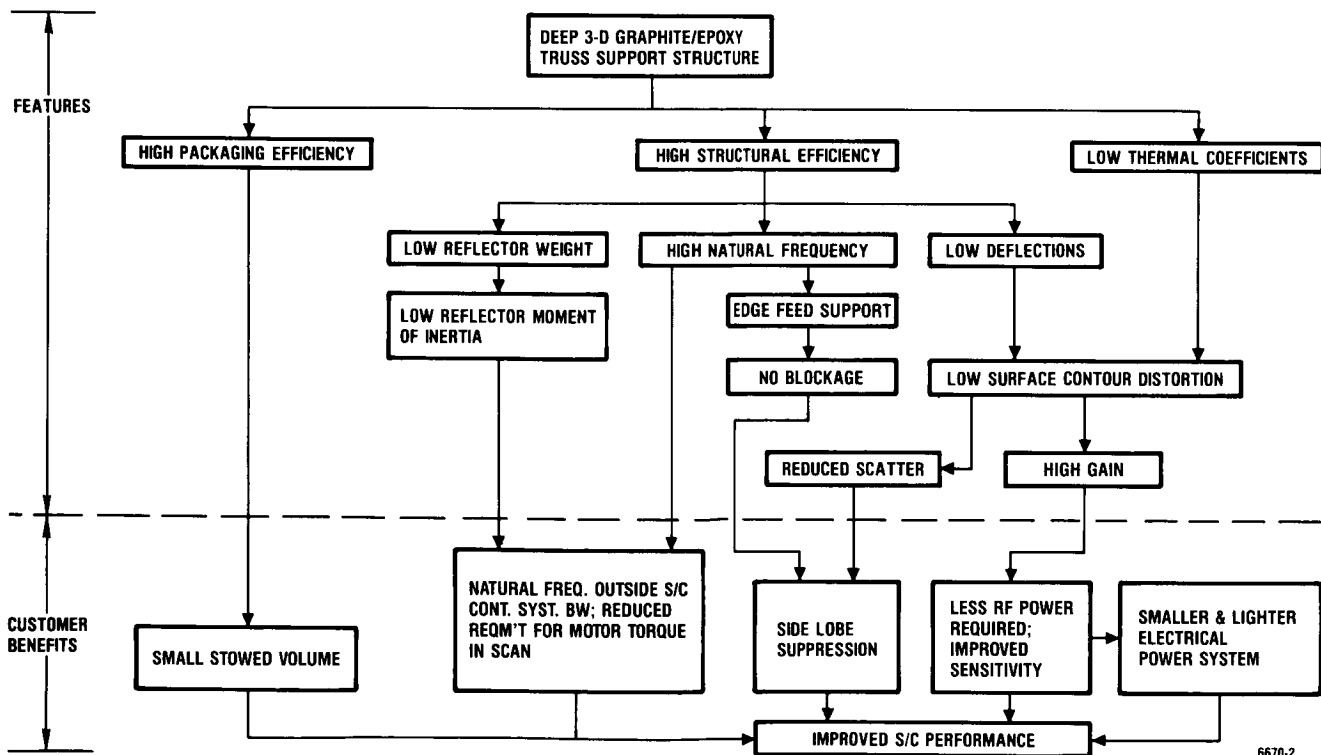 DEEP 3-D GRAPHITE/EPOXY
TRUSS SUPPORT STRUCTURE
FEATURES
HIGH PACKAGING EFFICIENCY
HIGH STRUCTURAL EFFICIENCY
LOW THERMAL COEFFICIENTS
LOW REFLECTOR WEIGHT
HIGH NATURAL FREQUENCY
LOW DEFLECTIONS
LOW REFLECTOR MOMENT
OF INERTIA
EDGE FEED SUPPORT
NO BLOCKAGE
LOW SURFACE CONTOUR DISTORTION
REDUCED SCATTER
HIGH GAIN
CUSTOMER
BENEFITS
SMALL STOWED VOLUME
NATURAL FREQ. OUTSIDE S/C
CONT. SYST. BW; REDUCED
REQM'T FOR MOTOR TORQUE
IN SCAN
SIDE LOBE
SUPPRESSION
LESS RF POWER
REQUIRED;
IMPROVED
SENSITIVITY
SMALLER & LIGHTER
ELECTRICAL
POWER SYSTEM
IMPROVED S/C PERFORMANCE
6670-2